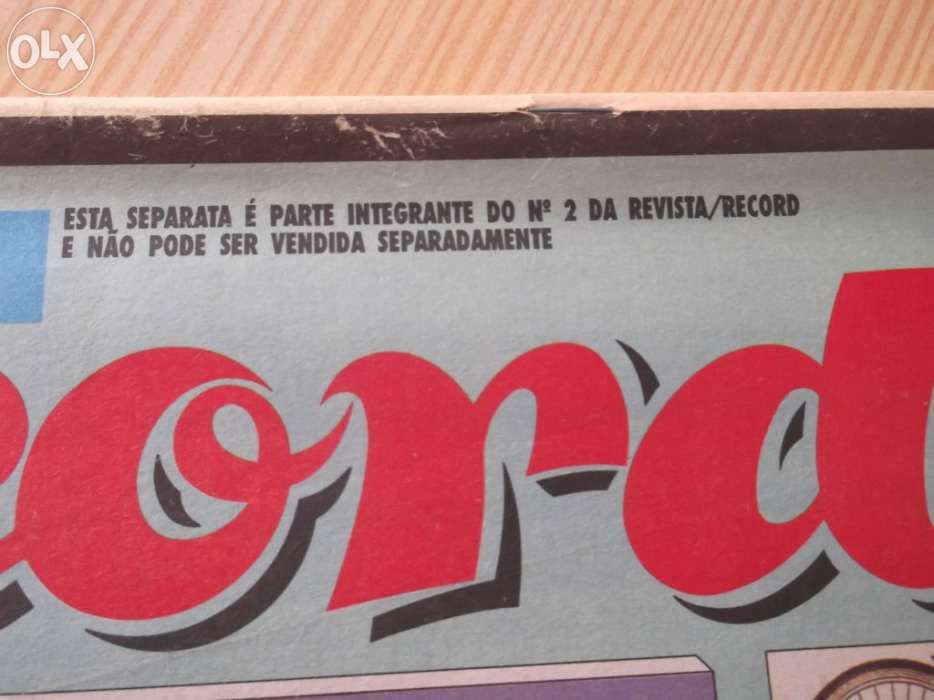 OLX
ESTA SEPARATA É PARTE INTEGRANTE DO Nº 2 DA REVISTA/RECORD
E NÃO PODE SER VENDIDA SEPARADAMENTE
cord